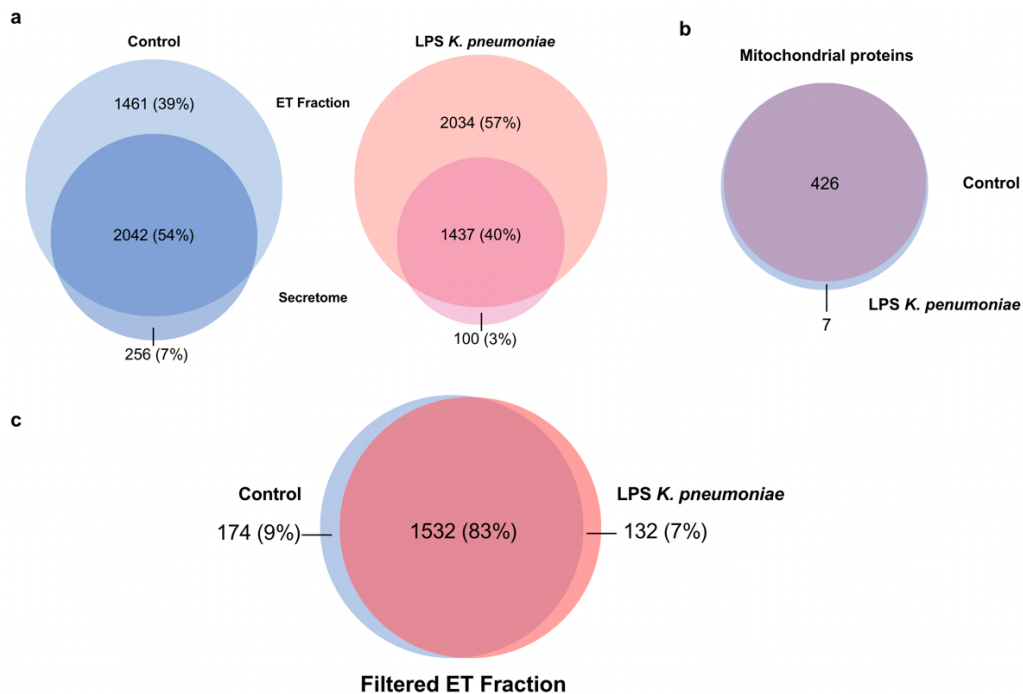 a
Control
LPS K. pneumoniae
b
Mitochondrial proteins
1461 (39%)
ET Fraction
2034 (57%)
426
Control
2042 (54%)
1437 (40%)
Secretome
LPS K. penumoniae
7
256 (7%)
100 (3%)
c
Control
174 (9%)
1532 (83%)
LPS K. pneumoniae
132 (7%)
Filtered ET Fraction